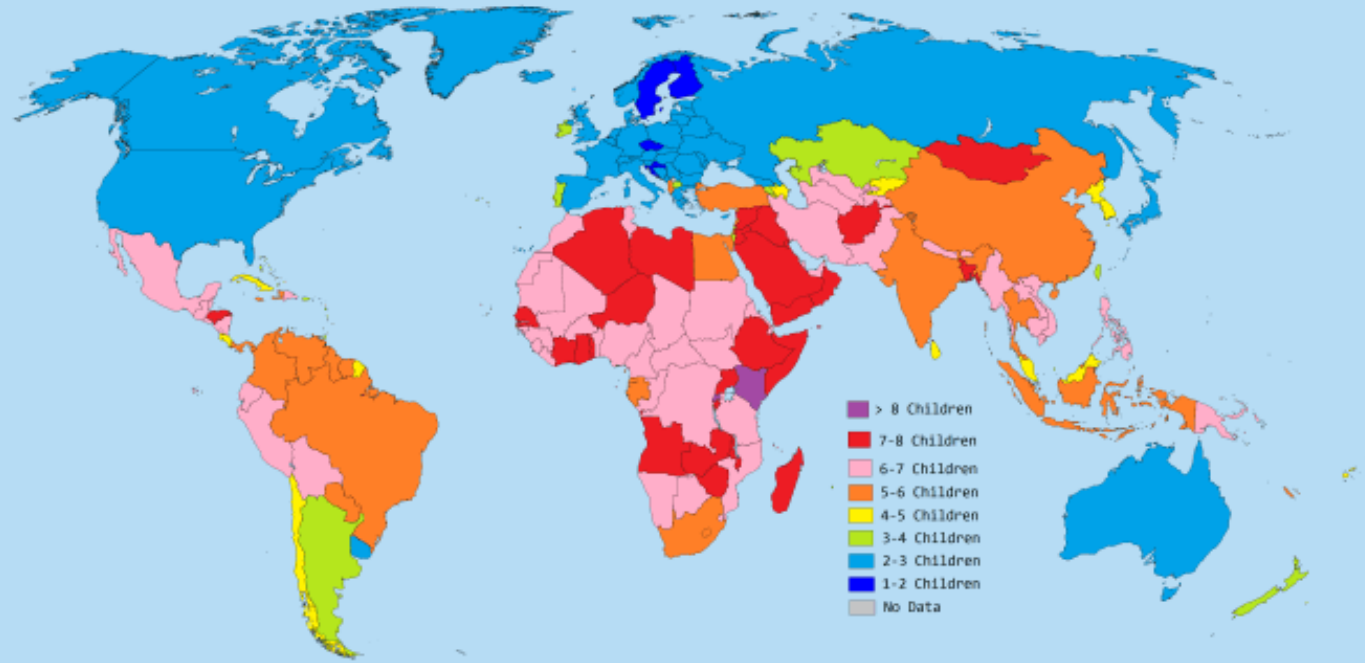 > 8 Children
7-8 Children
6-7 Children
5-6 Children
4-5 Children
3-4 Children
2-3 Children
1-2 Children
No Data